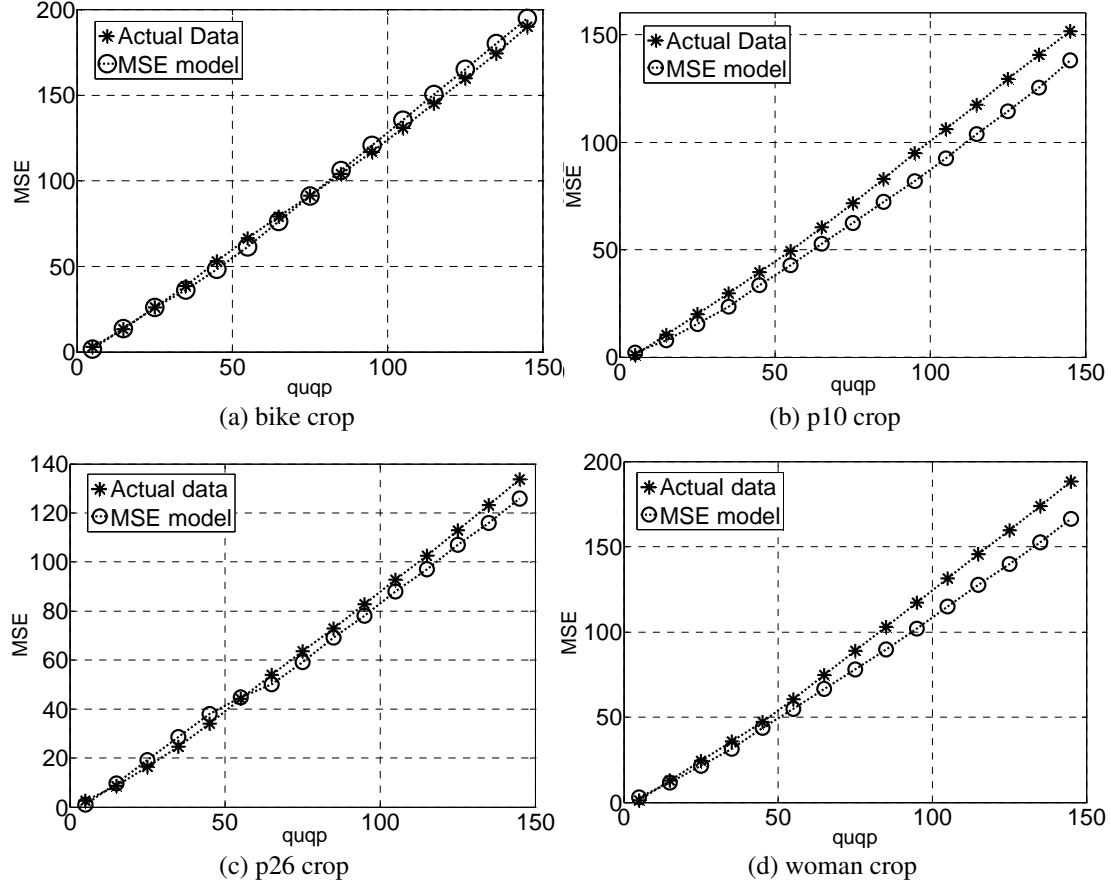 200
150
100
50
0
MSE
Actual Data
MSE model
0 50 100 150
quqp
(a) bike crop
150
100
50
0
MSE
Actual Data
MSE model
0 50 100 150
quqp
(b) p10 crop
140
120
100
80
60
40
20
0
MSE
Actual data
MSE model
0 50 100 150
quqp
(c) p26 crop
200
150
100
50
0
MSE
Actual data
MSE model
0 50 100 150
quqp
(d) woman crop